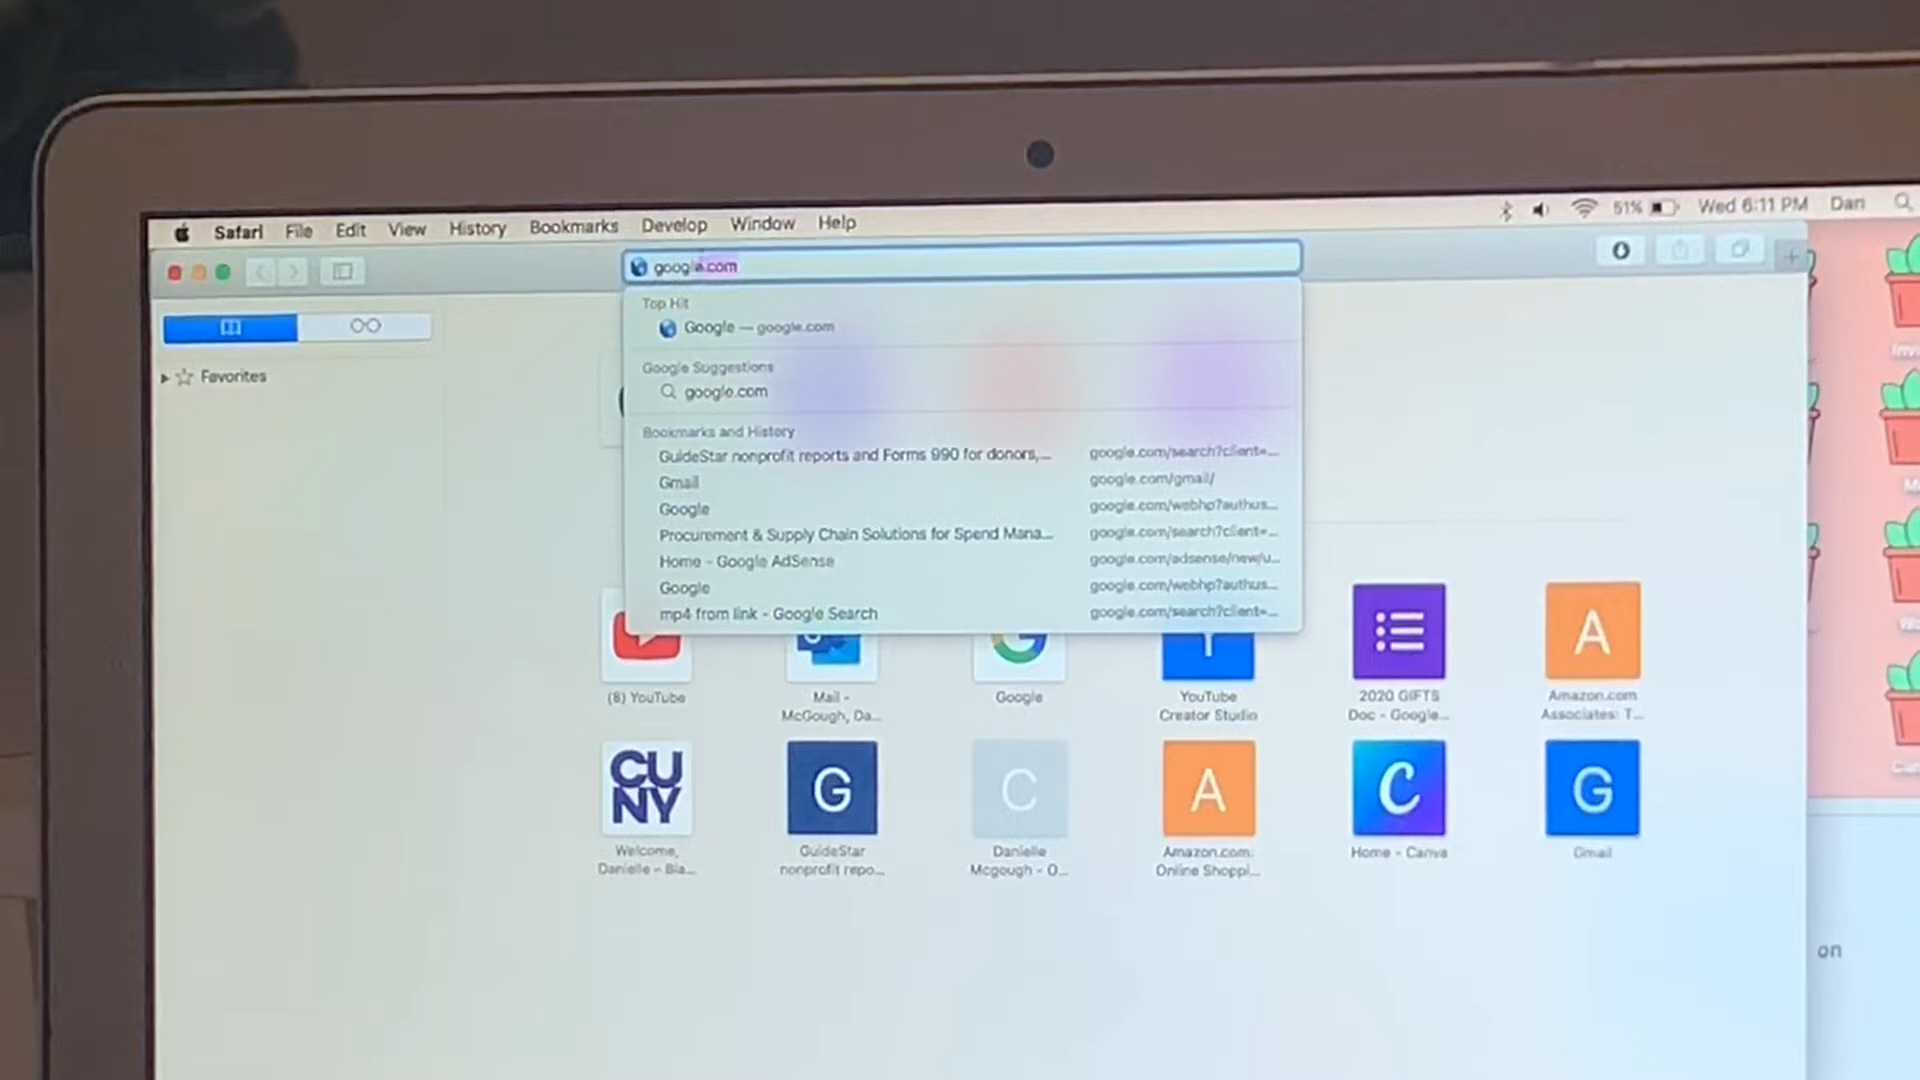 Safari File Edit View History Bookmarks Develop Window Help
51% Wed 6:11 PM Dan
google.com
Top Hit
Google — google.com
Google Suggestions
google.com
Bookmarks and History
GuideStar nonprofit reports and Forms 990 for donors,... google.com/search?client=...
Gmail google.com/gmail/
Google google.com/webhp?authus...
Procurement & Supply Chain Solutions for Spend Mana... google.com/search?client=...
Home - Google AdSense google.com/adsense/new/u...
Google google.com/webhp?authus...
mp4 from link - Google Search google.com/search?client=...
Favorites
(8) YouTube
Mail -
McGough, Da...
Google
YouTube
Creator Studio
2020 GIFTS
Doc - Google...
A
Amazon.com
Associates: T...
CU
NY
Welcome,
Danielle - Bla...
G
GuideStar
nonprofit repo...
C
Danielle
Mcgough - O...
A
Amazon.com:
Online Shoppi...
C
Home - Canva
G
Gmail
on